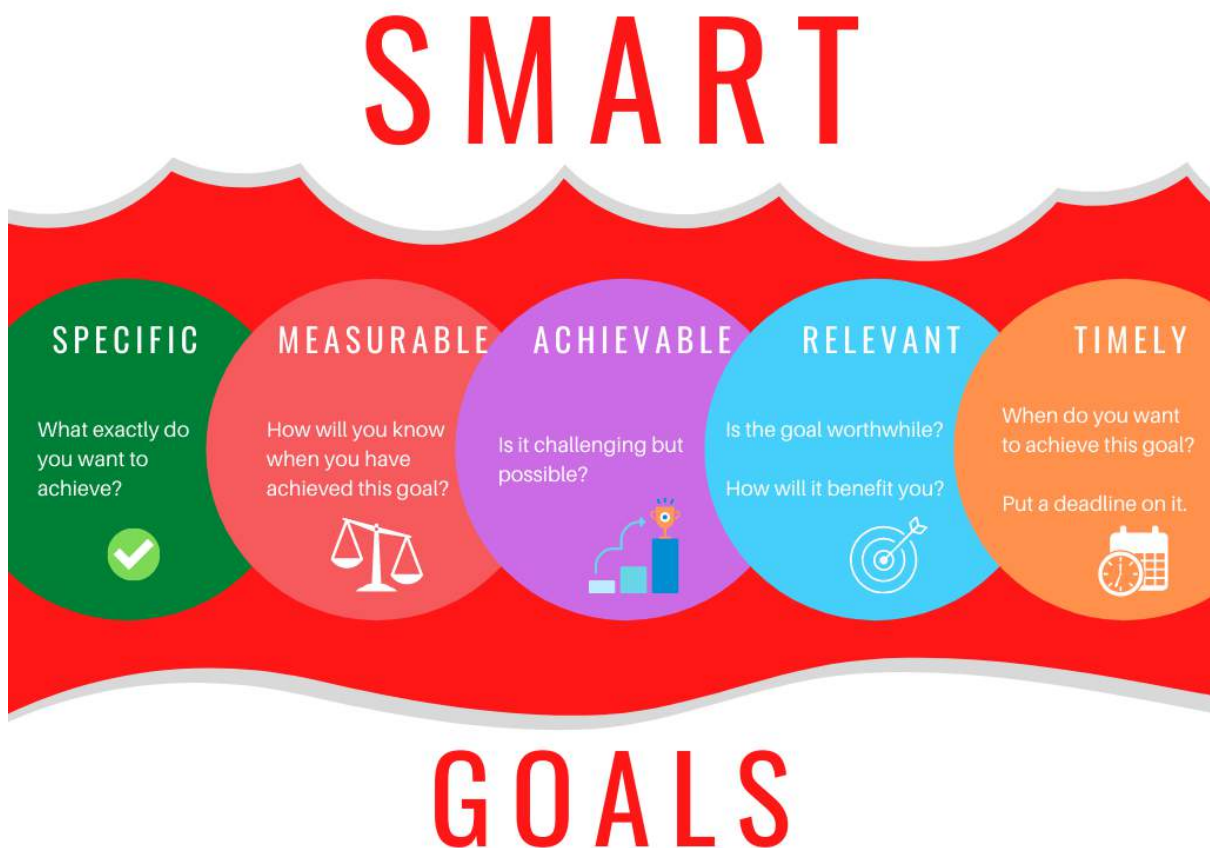 SMART
SPECIFIC
What exactly do
you want to
achieve?
MEASURABLE
How will you know
when you have
achieved this goal?
ACHIEVABLE
Is it challenging but
possible?
RELEVANT
Is the goal worthwhile?
How will it benefit you?
TIMELY
When do you want
to achieve this goal?
Put a deadline on it.
GOALS